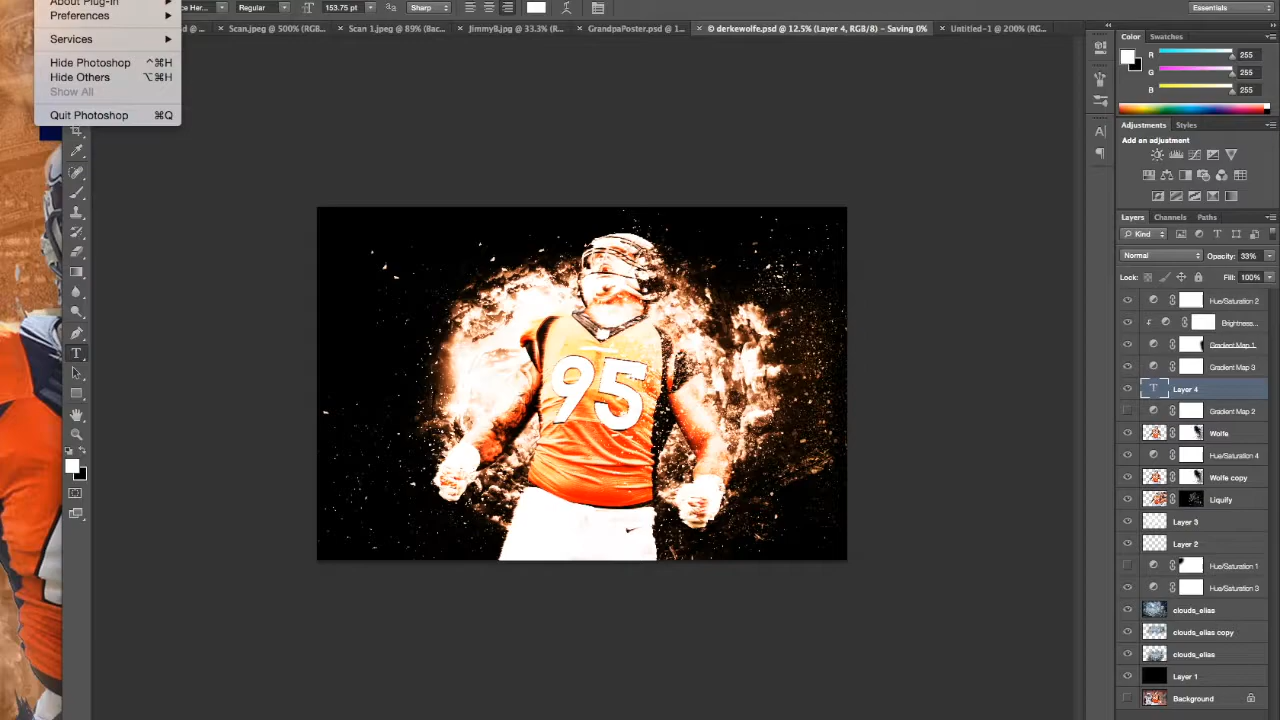 About Plug-In
Preferences
Services
Hide Photoshop ^⌘H
Hide Others ⌥⌘H
Show All
Quit Photoshop ⌘Q
Regular
153.75 pt
Sharp
Essentials
Scan.jpeg @ 500% (RGB...
Scan 1.jpeg @ 89% (Bac...
JimmyB.jpg @ 33.3% (R...
GrandpaPoster.psd @ 1...
© derkewolfe.psd @ 12.5% (Layer 4, RGB/8) - Saving 0%
Untitled-1 @ 200% (RG...
Color Swatches
R 255
G 255
B 255
Adjustments Styles
Add an adjustment
Layers Channels Paths
Kind
Normal Opacity: 33%
Lock: Fill: 100%
Hue/Saturation 2
Brightness...
Gradient Map 1
Gradient Map 3
Layer 4
Gradient Map 2
Wolfe
Hue/Saturation 4
Wolfe copy
Liquify
Layer 3
Layer 2
Hue/Saturation 1
Hue/Saturation 3
clouds_elias
clouds_elias copy
clouds_elias
Layer 1
Background
95